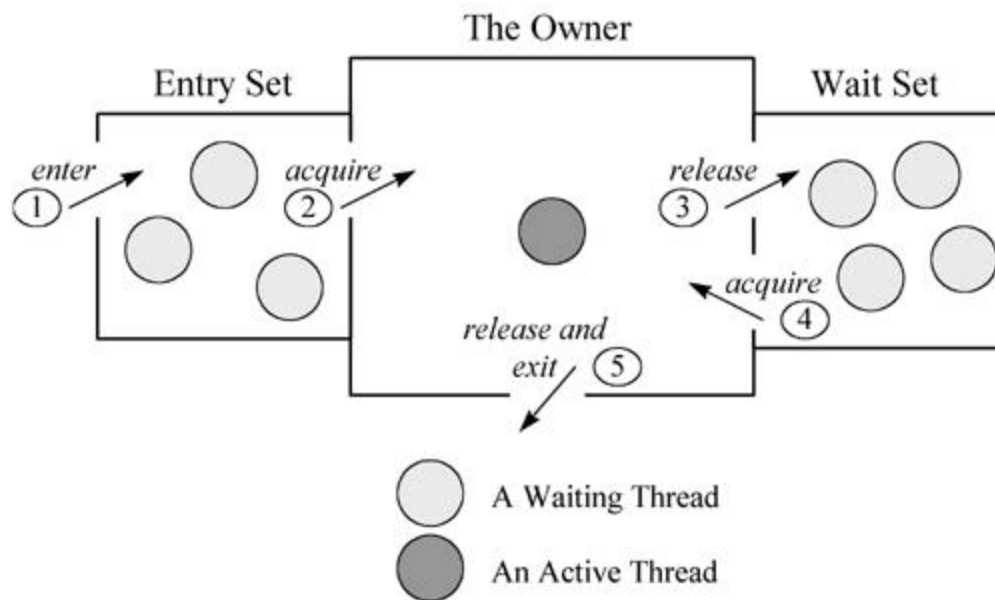 The Owner
Entry Set
Wait Set
enter
1
acquire
2
release
3
acquire
4
release and
exit
5
A Waiting Thread
An Active Thread